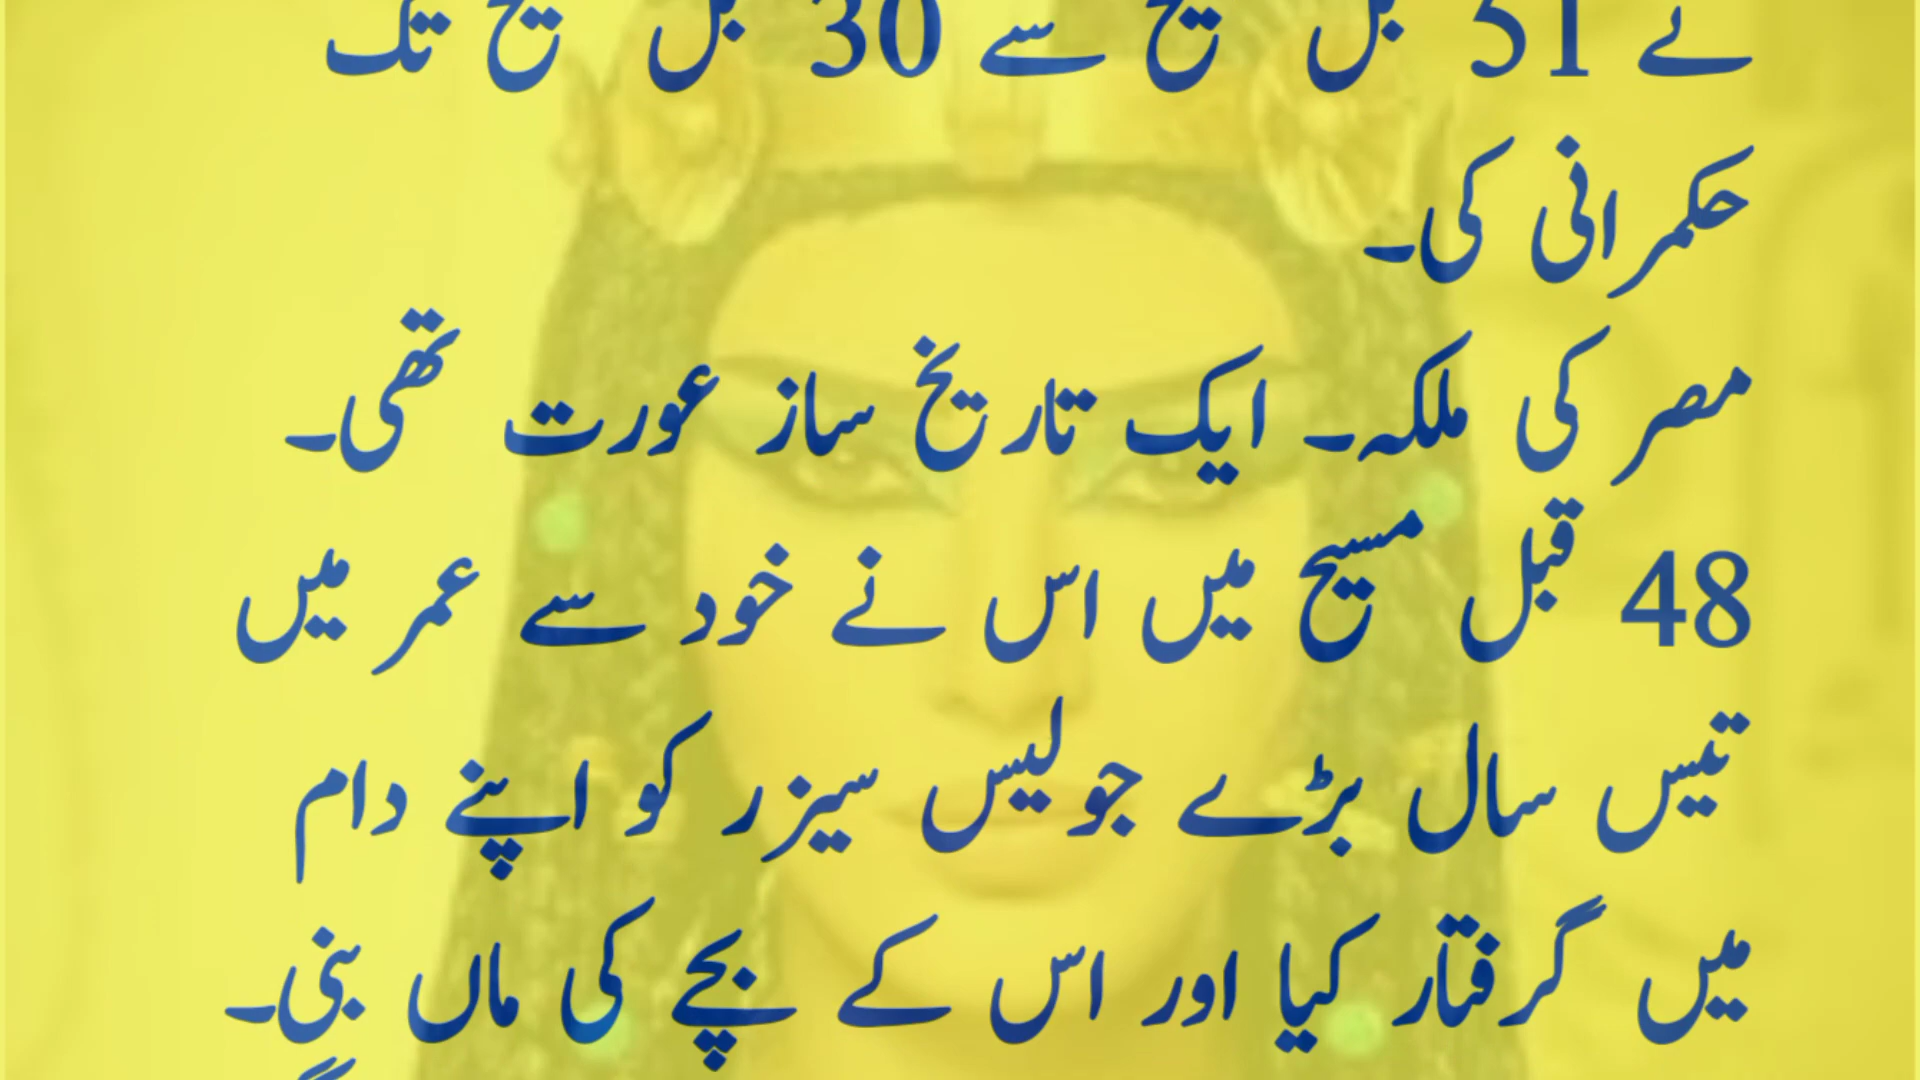 نے 51 قبل مسیح سے 30 قبل مسیح تک
حکمرانی کی۔
مصر کی ملکہ۔ ایک تاریخ ساز عورت تھی۔
48 قبل مسیح میں اس نے خود سے عمر میں
تیس سال بڑے جولیس سیزر کو اپنے دام
میں گرفتار کیا اور اس کے بچے کی ماں بنی۔